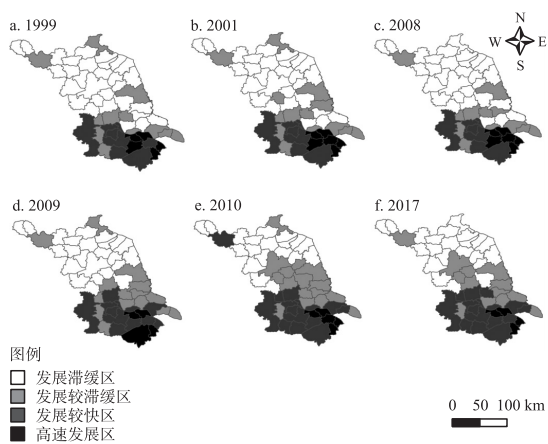 a. 1999
b. 2001
c. 2008
N
W E
S
d. 2009
e. 2010
f. 2017
图例
发展滞缓区
发展较滞缓区
发展较快区
高速发展区
0 50 100 km